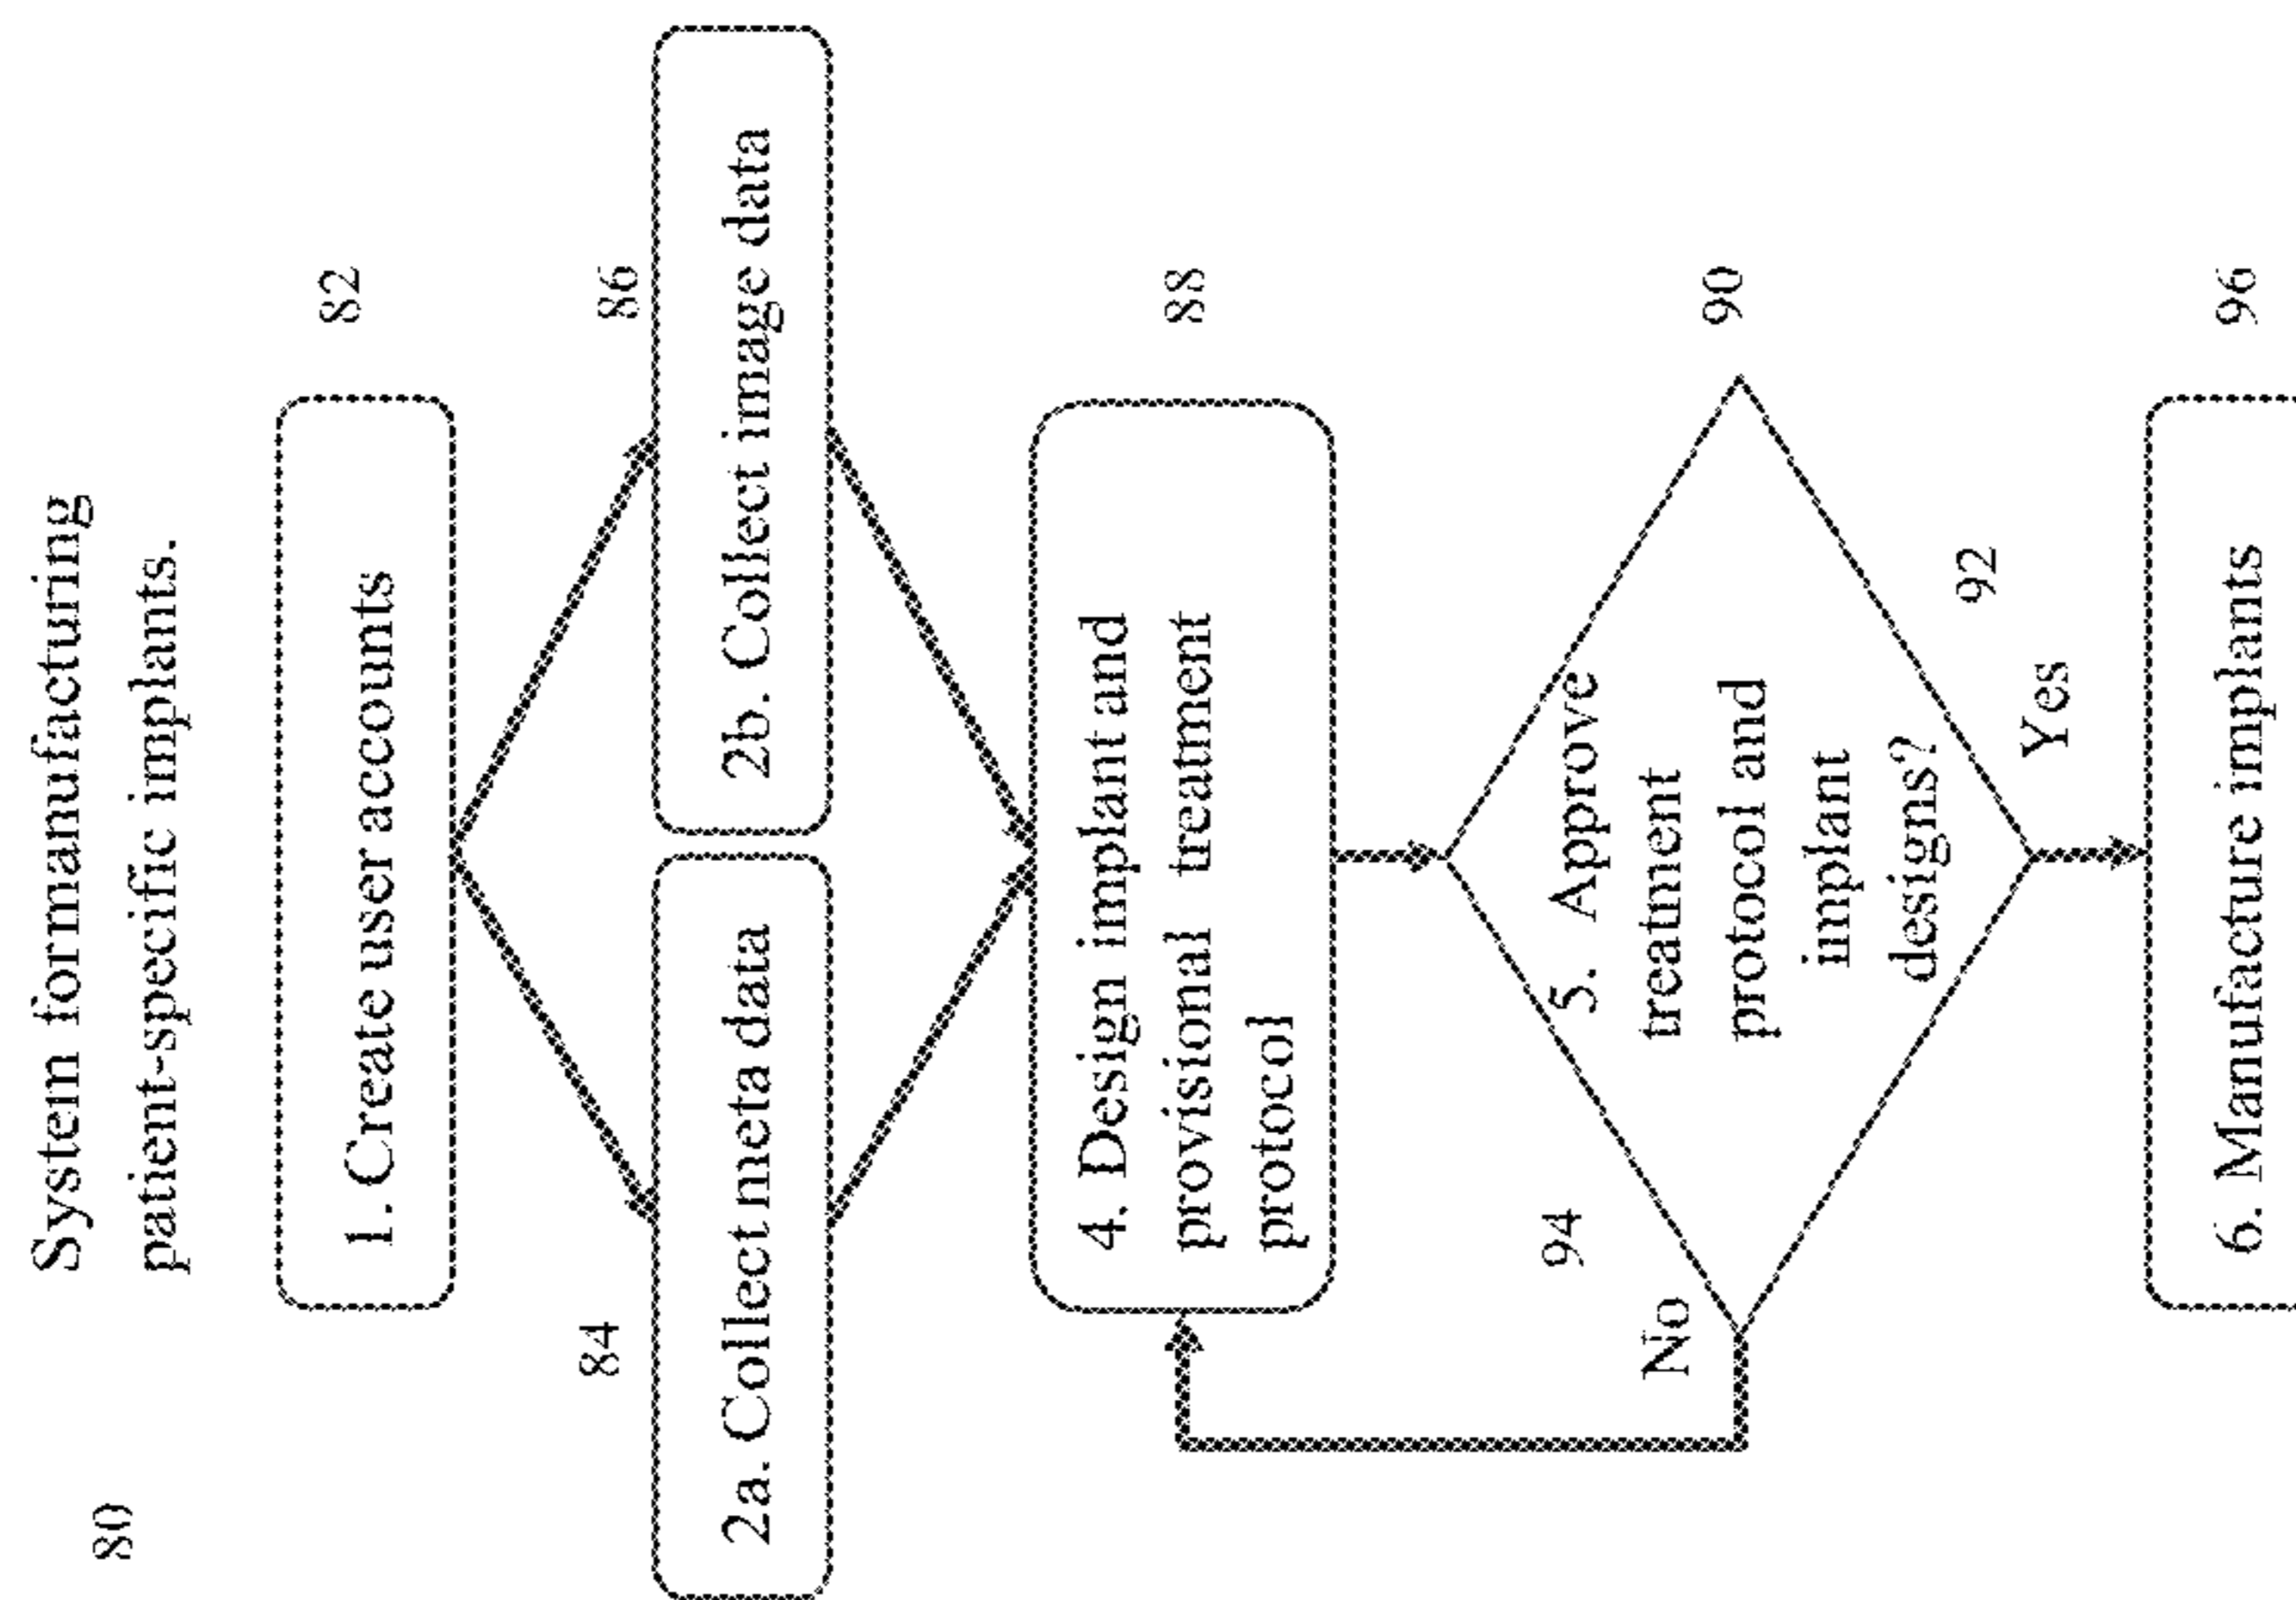 80
System formanufacturing
patient-specific implants.
1. Create user accounts
82
84
86
2a. Collect meta data
2b. Collect image data
4. Design implant and
provisional treatment
protocol
88
5. Approve
treatment
protocol and
implant
designs?
90
94
No
92
Yes
6. Manufacture implants
96